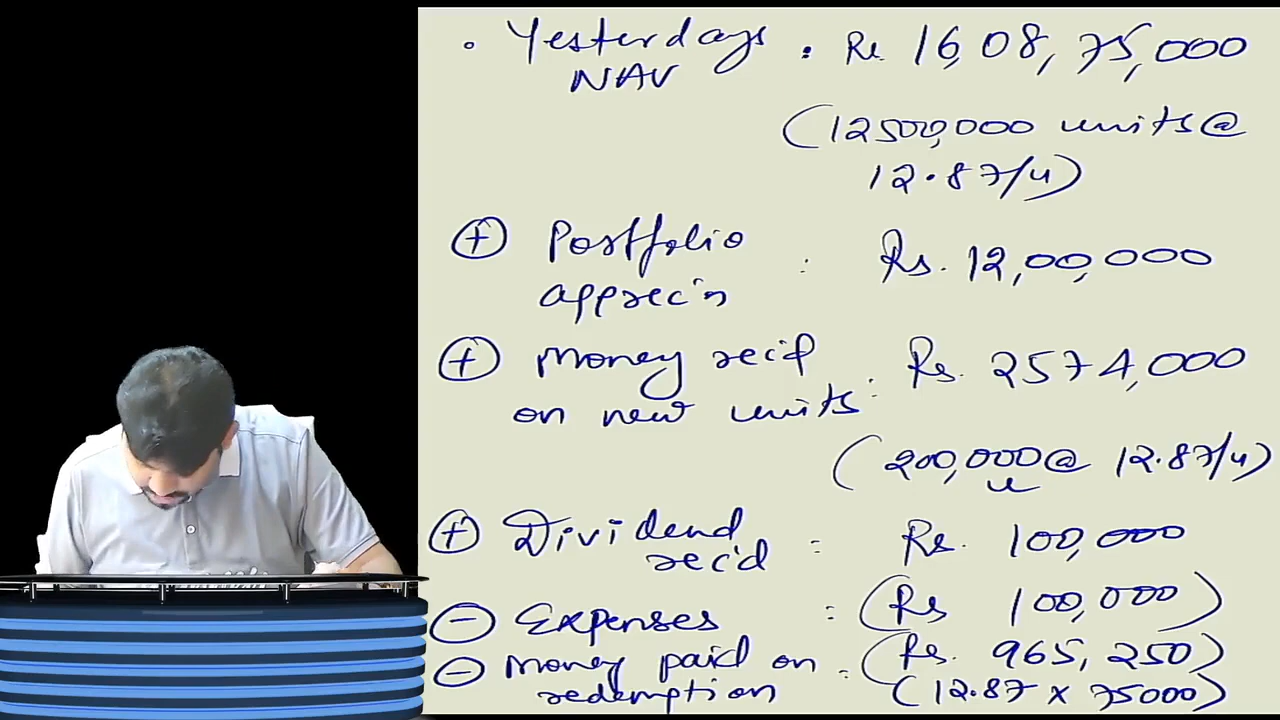 • Yesterdays : Rs. 16,08,75,000
NAV
(12500,000 units @
12.87/u)
⊕ Portfolio : Rs. 12,00,000
apprec'n
⊕ Money rec'd : Rs. 2574,000
on new units
(200,000 u @ 12.87/u)
⊕ Dividend : Rs. 100,000
rec'd
⊖ Expenses : (Rs 100,000)
⊖ Money paid on : (Rs. 965,250)
redemption (12.87 x 75000)